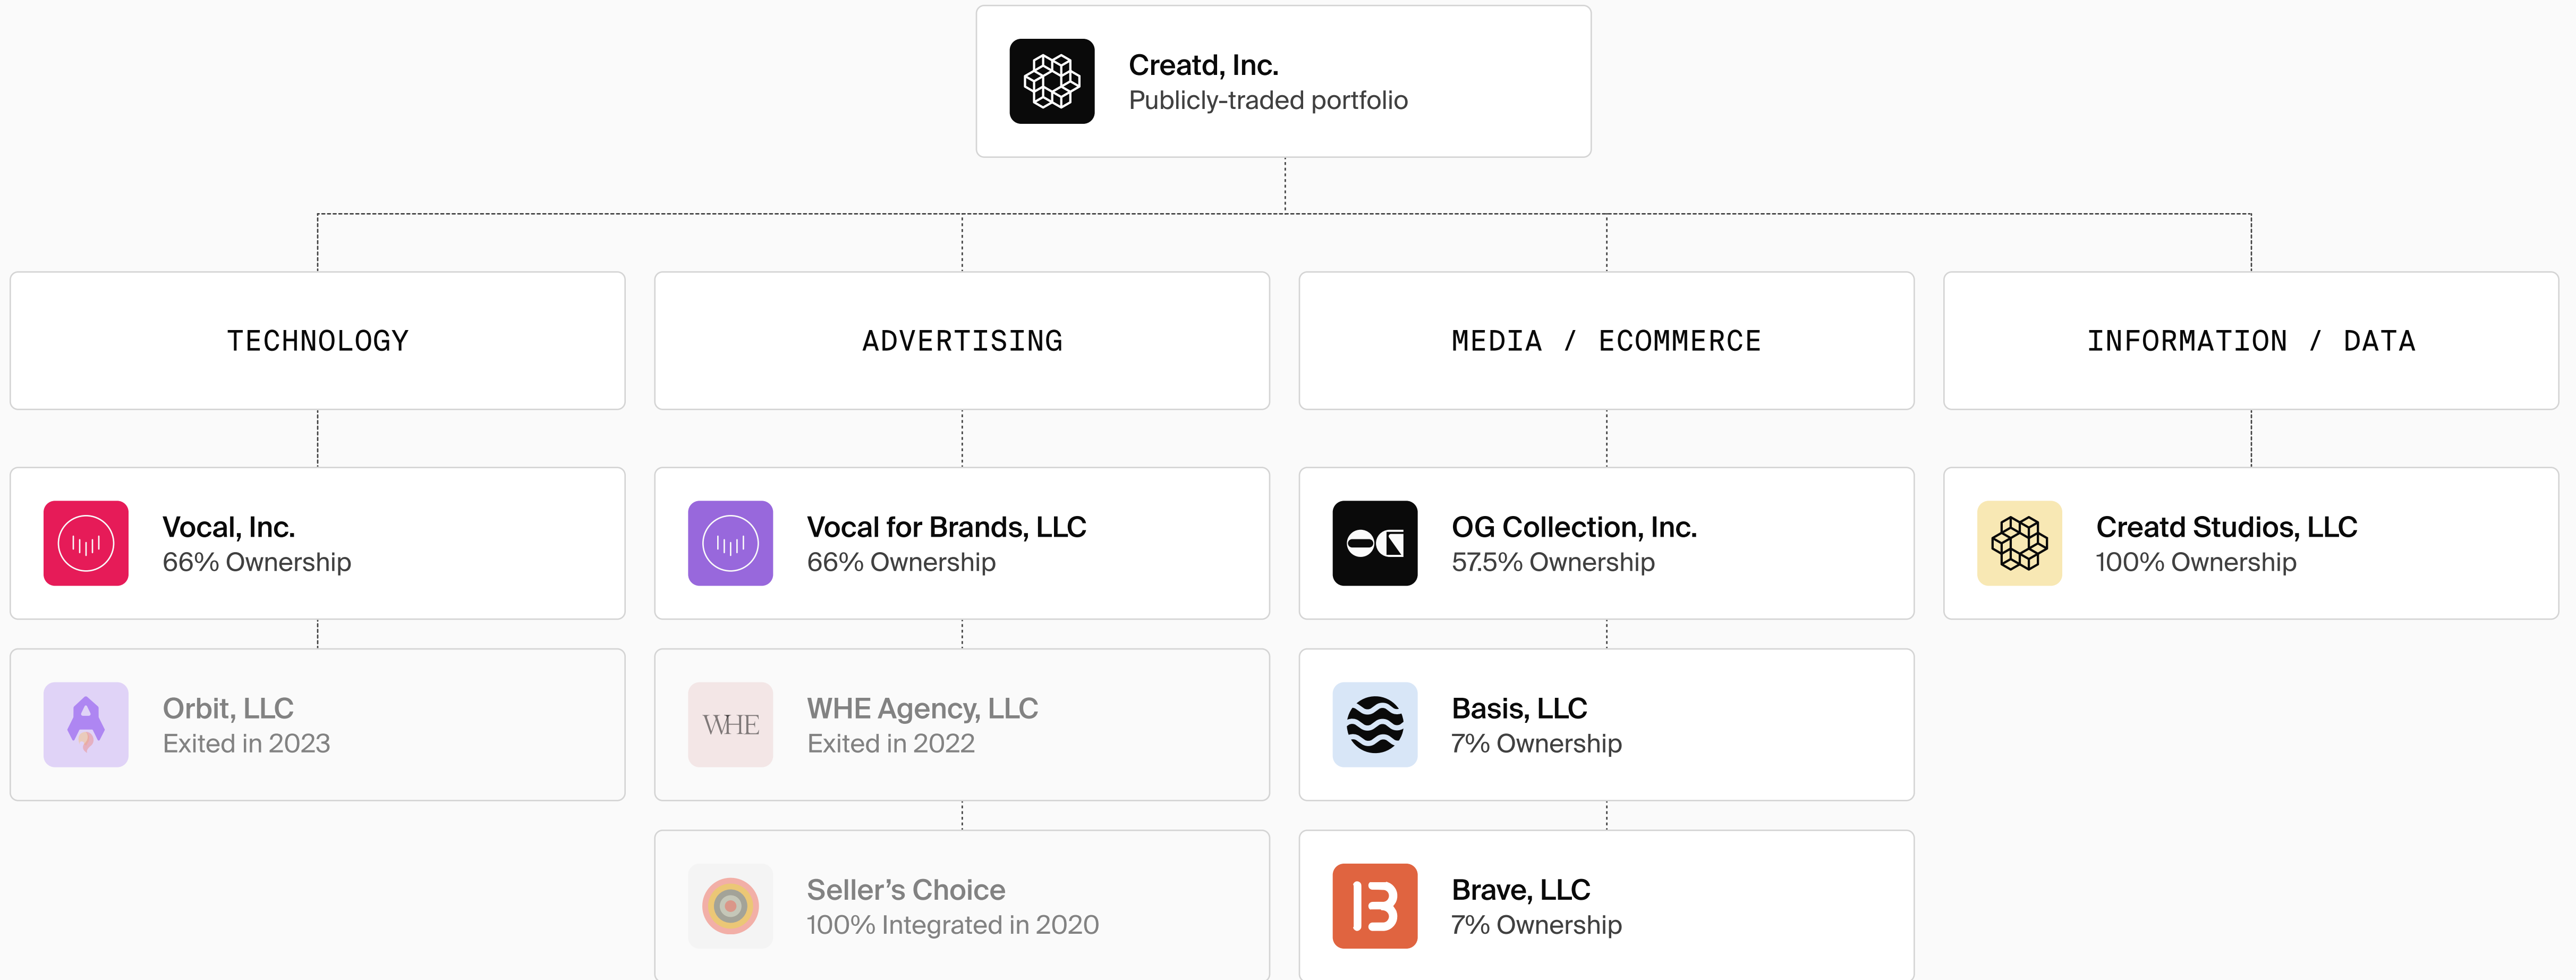 Creatd, Inc.
Publicly-traded portfolio
TECHNOLOGY
ADVERTISING
MEDIA / ECOMMERCE
INFORMATION / DATA
Vocal, Inc.
66% Ownership
Vocal for Brands, LLC
66% Ownership
OG
OG Collection, Inc.
57.5% Ownership
Creatd Studios, LLC
100% Ownership
Orbit, LLC
Exited in 2023
WHE
WHE Agency, LLC
Exited in 2022
Basis, LLC
7% Ownership
Seller’s Choice
100% Integrated in 2020
B
Brave, LLC
7% Ownership